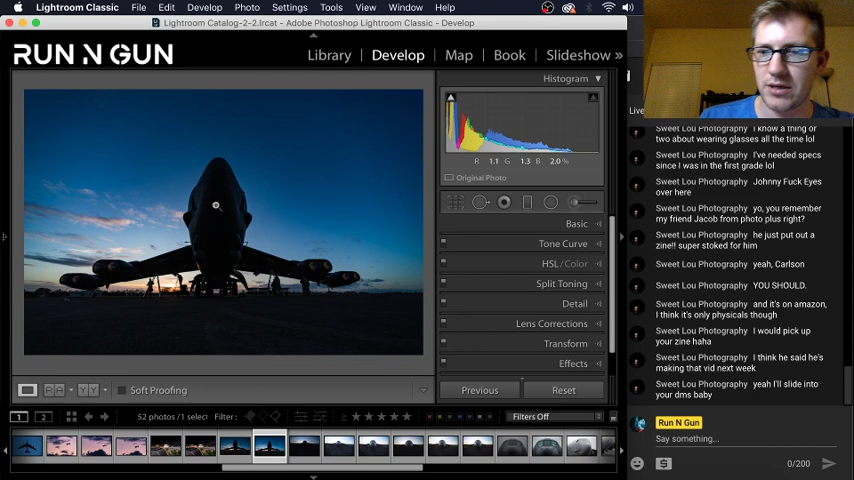 Lightroom Classic File Edit Develop Photo Settings Tools View Window Help
Lightroom Catalog-2-2.lrcat - Adobe Photoshop Lightroom Classic - Develop
RUN N GUN
Library | Develop | Map | Book | Slideshow »
Histogram
R 1.1 G 1.3 B 2.0 %
Original Photo
Basic
Tone Curve
HSL / Color
Split Toning
Detail
Lens Corrections
Transform
Effects
Previous Reset
Soft Proofing
1 2 52 photos /1 select Filter: Filters Off
Live
Sweet Lou Photography I know a thing or
two about wearing glasses all the time lol
Sweet Lou Photography I've needed specs
since I was in the first grade lol
Sweet Lou Photography Johnny Fuck Eyes
over here
Sweet Lou Photography yo, you remember
my friend Jacob from photo plus right?
Sweet Lou Photography he just put out a
zine!! super stoked for him
Sweet Lou Photography yeah, Carlson
Sweet Lou Photography YOU SHOULD.
Sweet Lou Photography and it's on amazon,
I think it's only physicals though
Sweet Lou Photography I would pick up
your zine haha
Sweet Lou Photography I think he said he's
making that vid next week
Sweet Lou Photography yeah I'll slide into
your dms baby
Run N Gun
Say something...
0/200